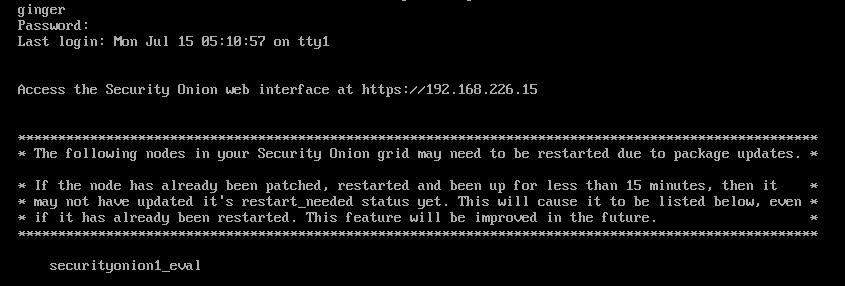 ginger
Password:
Last login: Mon Jul 15 05:10:57 on tty1
Access the Security Onion web interface at https://192.168.226.15
****************************************************************************************************
* The following nodes in your Security Onion grid may need to be restarted due to package updates. *
* If the node has already been patched, restarted and been up for less than 15 minutes, then it *
* may not have updated it's restart_needed status yet. This will cause it to be listed below, even *
* if it has already been restarted. This feature will be improved in the future. *
****************************************************************************************************
securityonion1_eval